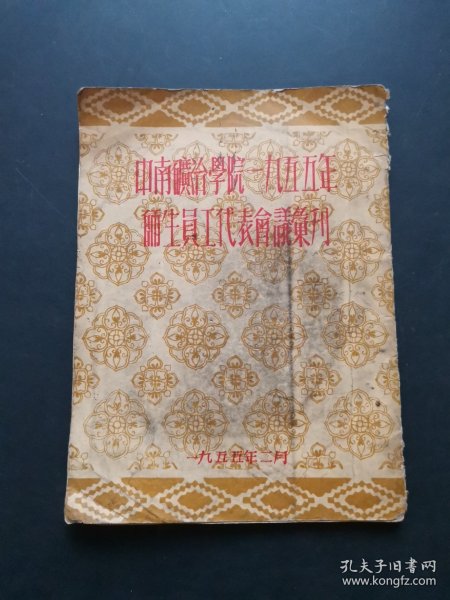 中南礦冶學院一九五五年
師生員工代表會議彙刊
一九五五年二月
孔夫子旧书网
www.kongfz.com